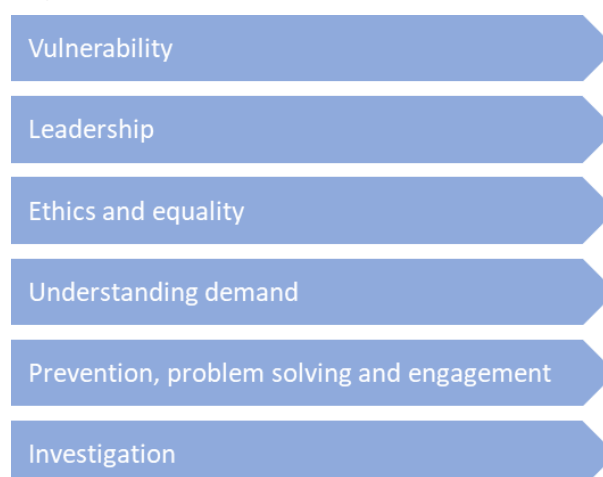 Vulnerability
Leadership
Ethics and equality
Understanding demand
Prevention, problem solving and engagement
Investigation